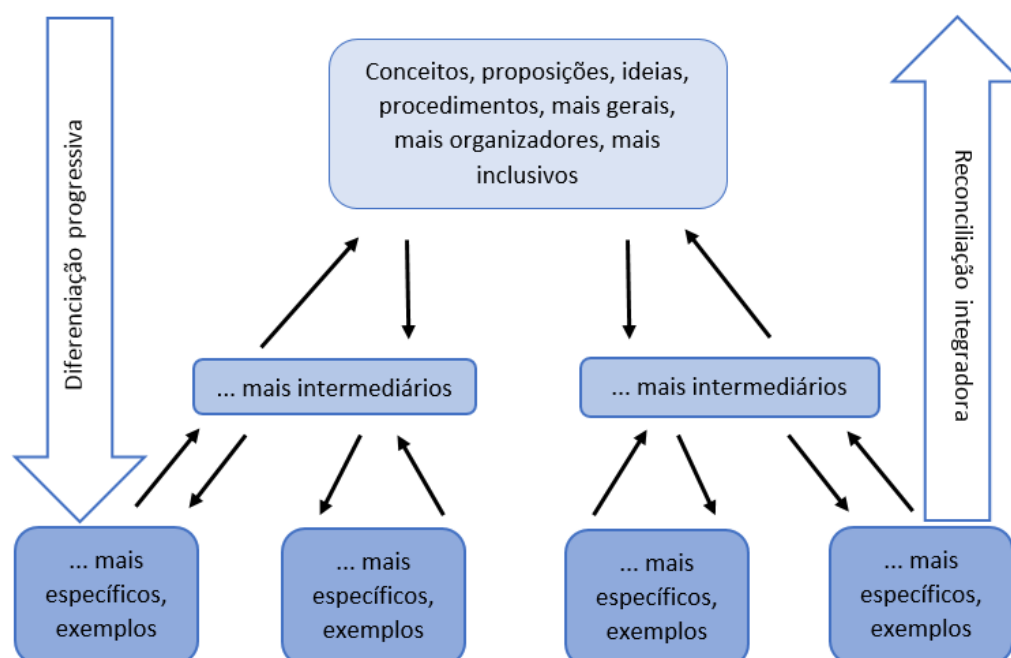 Diferenciação progressiva
Conceitos, proposições, ideias,
procedimentos, mais gerais,
mais organizadores, mais
inclusivos
Reconciliação integradora
... mais intermediários
... mais intermediários
... mais
específicos,
exemplos
... mais
específicos,
exemplos
... mais
específicos,
exemplos
... mais
específicos,
exemplos